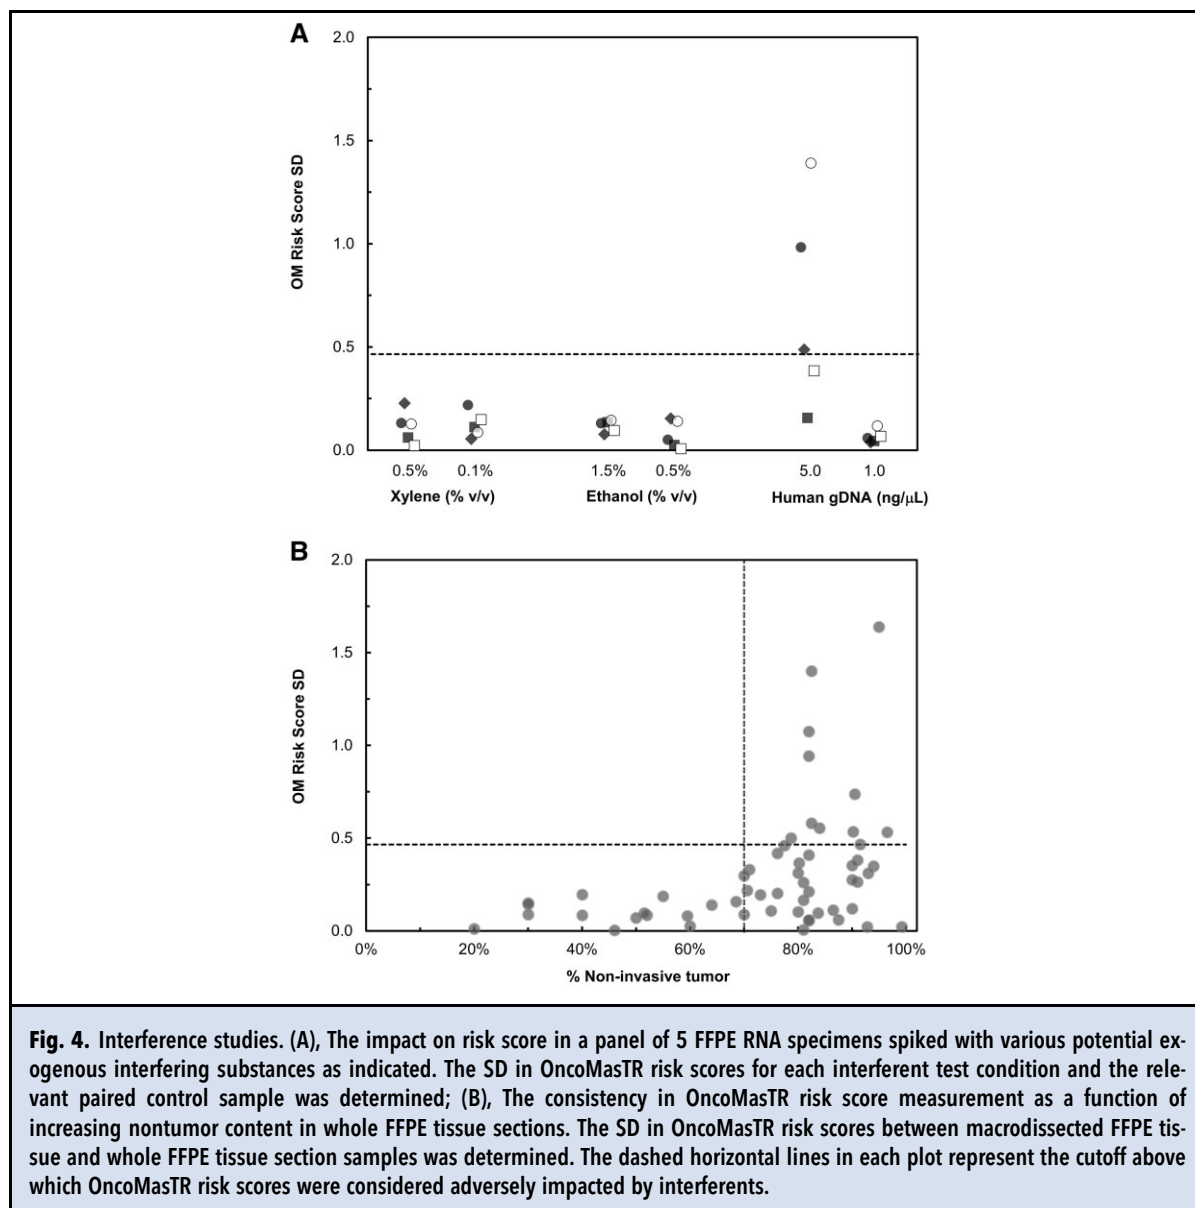 A
2.0
1.5
1.0
0.5
0.0
OM Risk Score SD
0.5% 0.1% 1.5% 0.5% 5.0 1.0
Xylene (% v/v) Ethanol (% v/v) Human gDNA (ng/μL)
B
2.0
1.5
1.0
0.5
0.0
OM Risk Score SD
0% 20% 40% 60% 80% 100%
% Non-invasive tumor
Fig. 4. Interference studies. (A), The impact on risk score in a panel of 5 FFPE RNA specimens spiked with various potential ex-
ogenous interfering substances as indicated. The SD in OncoMasTR risk scores for each interferent test condition and the rele-
vant paired control sample was determined; (B), The consistency in OncoMasTR risk score measurement as a function of
increasing nontumor content in whole FFPE tissue sections. The SD in OncoMasTR risk scores between macrodissected FFPE tis-
sue and whole FFPE tissue section samples was determined. The dashed horizontal lines in each plot represent the cutoff above
which OncoMasTR risk scores were considered adversely impacted by interferents.